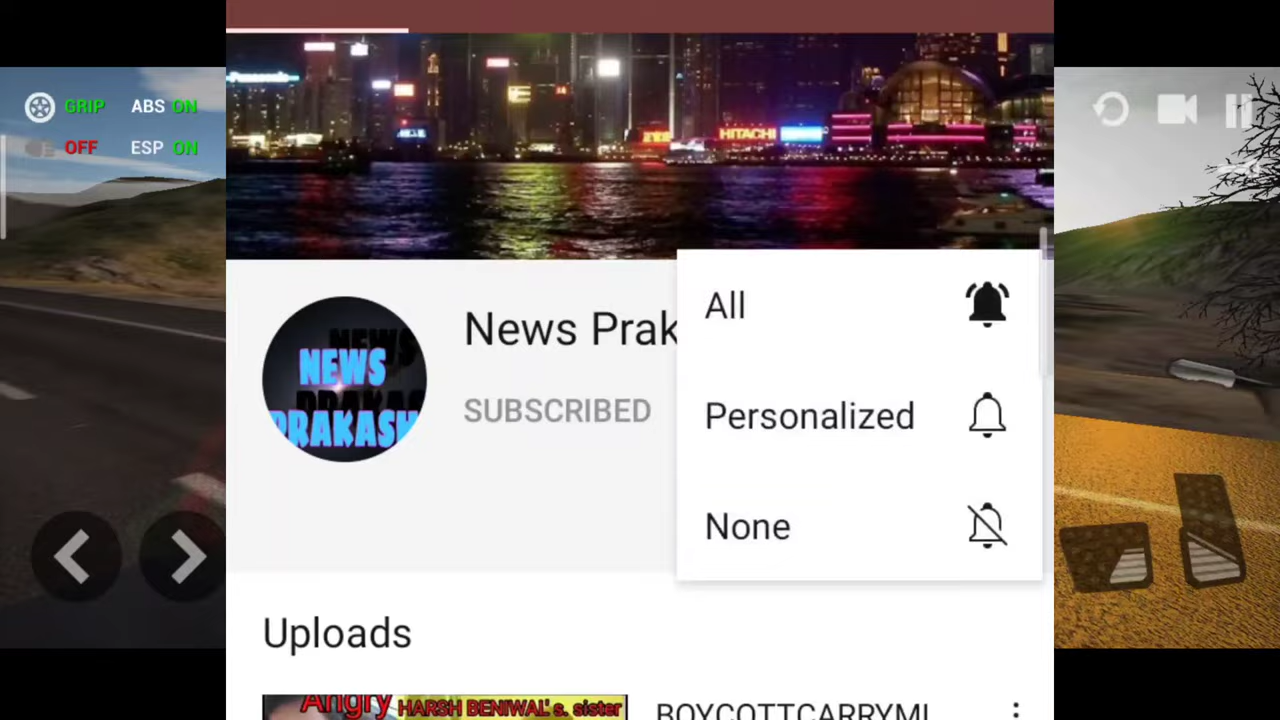 GRIP ABS ON
OFF ESP ON
Panasonic
HITACHI
NEWS
PRAKASH
News Prak
SUBSCRIBED
All
Personalized
None
Uploads
Angry HARSH BENIWAL's. sister
BOYCOTTCARRYMI